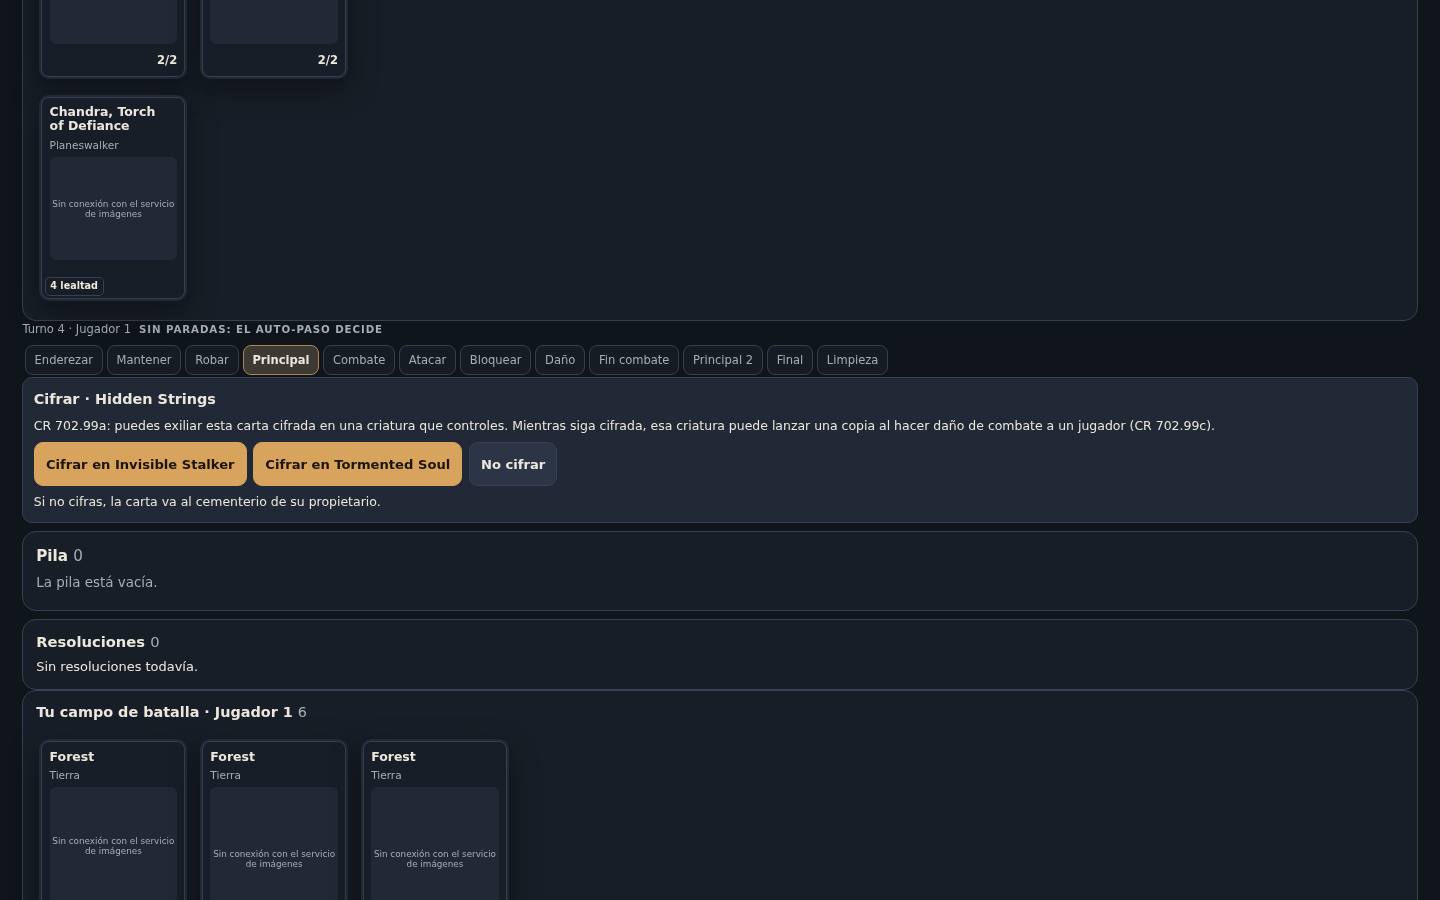 2/2 2/2
Chandra, Torch
of Defiance
Planeswalker
Sin conexión con el servicio
de imágenes
4 lealtad
Turno 4 · Jugador 1 SIN PARADAS: EL AUTO-PASO DECIDE
Enderezar Mantener Robar Principal Combate Atacar Bloquear Daño Fin combate Principal 2 Final Limpieza
Cifrar · Hidden Strings
CR 702.99a: puedes exiliar esta carta cifrada en una criatura que controles. Mientras siga cifrada, esa criatura puede lanzar una copia al hacer daño de combate a un jugador (CR 702.99c).
Cifrar en Invisible Stalker Cifrar en Tormented Soul No cifrar
Si no cifras, la carta va al cementerio de su propietario.
Pila 0
La pila está vacía.
Resoluciones 0
Sin resoluciones todavía.
Tu campo de batalla · Jugador 1 6
Forest Forest Forest
Tierra Tierra Tierra
Sin conexión con el servicio
de imágenes
Sin conexión con el servicio
de imágenes
Sin conexión con el servicio
de imágenes